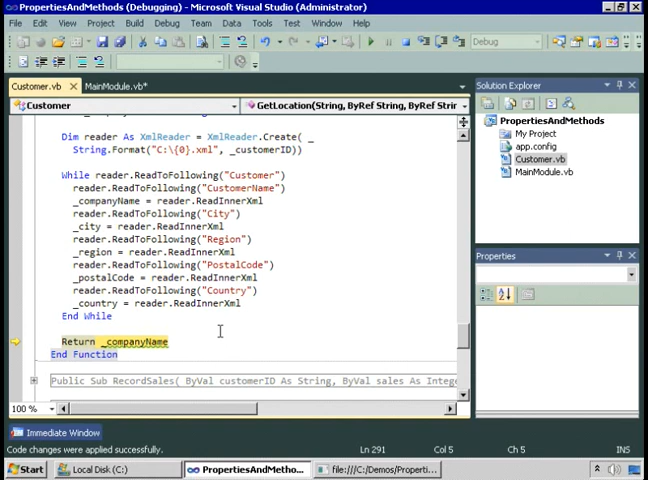 PropertiesAndMethods (Debugging) - Microsoft Visual Studio (Administrator)
File Edit View Project Build Debug Team Data Tools Test Window Help
Debug
Customer.vb MainModule.vb*
Customer GetLocation(String, ByRef String, ByRef Strir
Dim reader As XmlReader = XmlReader.Create( _
String.Format("C:\{0}.xml", _customerID))
While reader.ReadToFollowing("Customer")
reader.ReadToFollowing("CustomerName")
_companyName = reader.ReadInnerXml
reader.ReadToFollowing("City")
_city = reader.ReadInnerXml
reader.ReadToFollowing("Region")
_region = reader.ReadInnerXml
reader.ReadToFollowing("PostalCode")
_postalCode = reader.ReadInnerXml
reader.ReadToFollowing("Country")
_country = reader.ReadInnerXml
End While
Return _companyName
End Function
Public Sub RecordSales( ByVal customerID As String, ByVal sales As Intege
100 %
Solution Explorer
PropertiesAndMethods
My Project
app.config
Customer.vb
MainModule.vb
Properties
Immediate Window
Code changes were applied successfully. Ln 291 Col 5 Ch 5 INS
Start Local Disk (C:) PropertiesAndMetho... file:///C:/Demos/Properti...